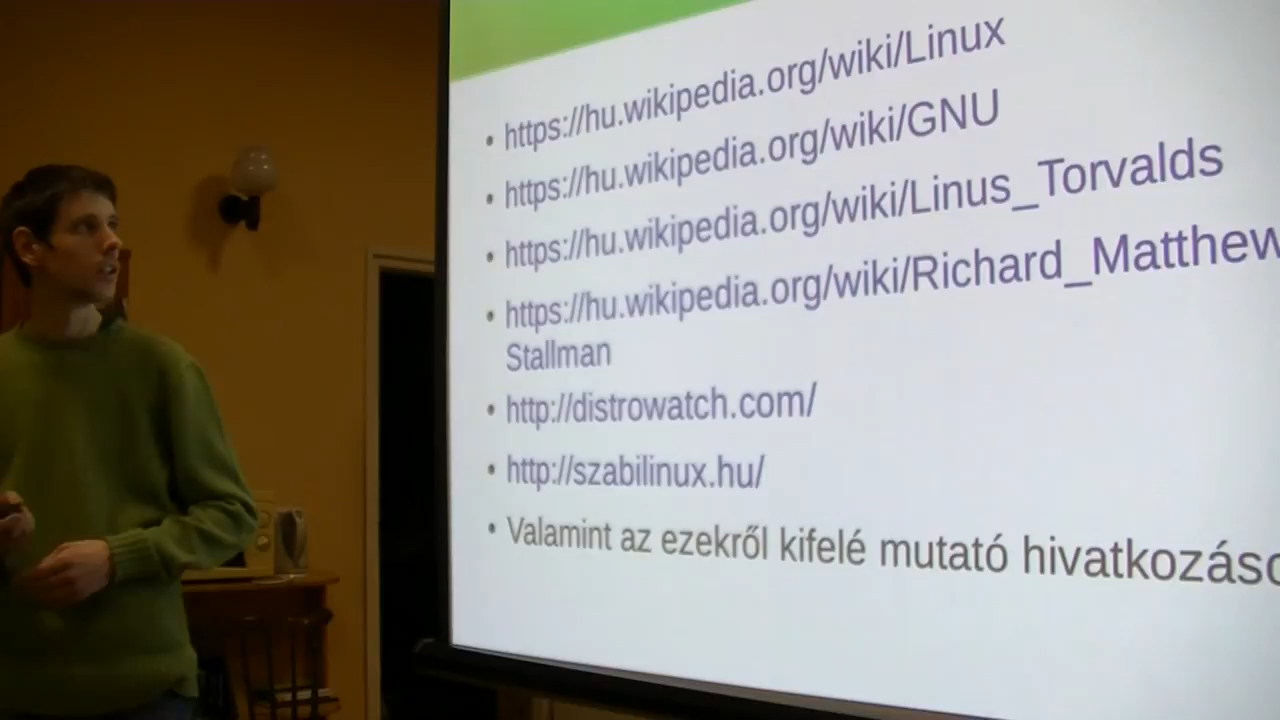 • https://hu.wikipedia.org/wiki/Linux
• https://hu.wikipedia.org/wiki/GNU
• https://hu.wikipedia.org/wiki/Linus_Torvalds
• https://hu.wikipedia.org/wiki/Richard_Matthew
Stallman
• http://distrowatch.com/
• http://szabilinux.hu/
• Valamint az ezekről kifelé mutató